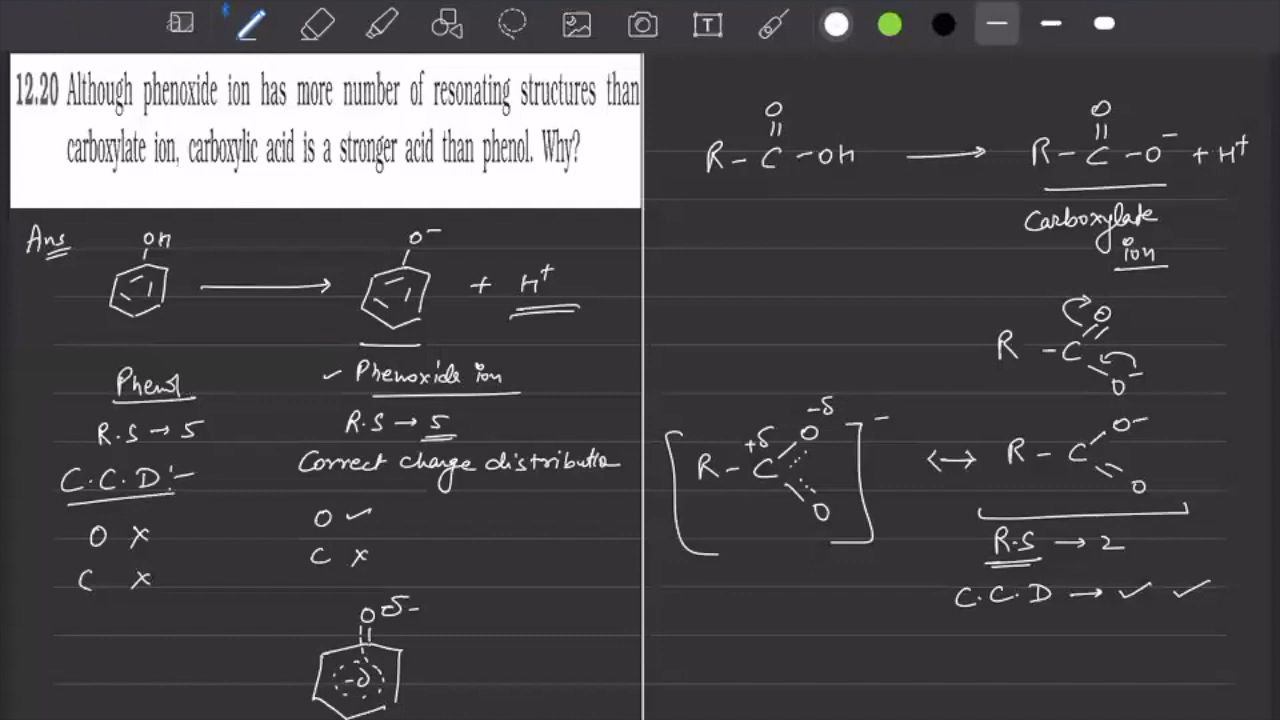 12.20 Although phenoxide ion has more number of resonating structures than
carboxylate ion, carboxylic acid is a stronger acid than phenol. Why?
Ans
OH
O−
+ H+
Phenol
✓ Phenoxide ion
R.S → 5
R.S → 5
C.C.D:-
Correct charge distribution
O ×
O ✓
C ×
C ×
O δ-
-δ
O
R - C - OH
O
R - C - O− + H+
Carboxylate
ion
R - C
O
O−
R - C
+δ
O
-δ
O
−
↔
R - C
O−
O
R.S → 2
C.C.D → ✓ ✓
T